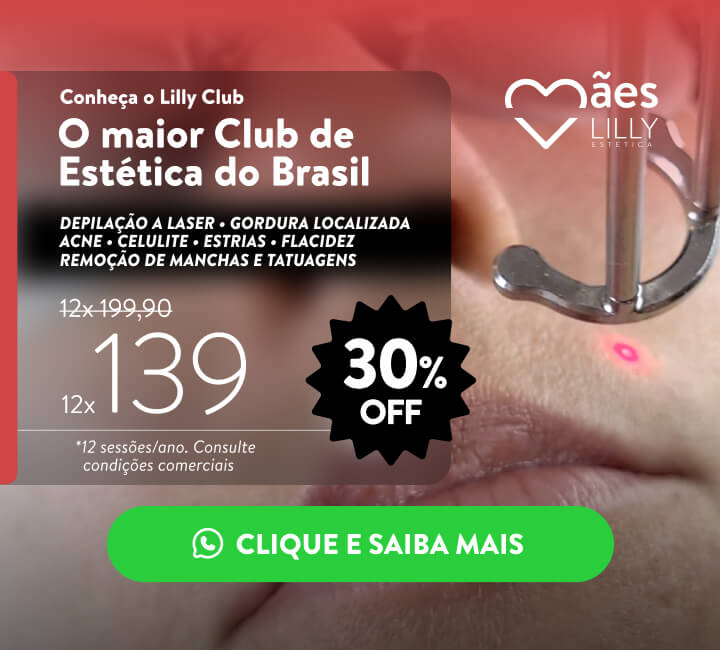 Conheça o Lilly Club
O maior Club de
Estética do Brasil
DEPILAÇÃO A LASER • GORDURA LOCALIZADA
ACNE • CELULITE • ESTRIAS • FLACIDEZ
REMOÇÃO DE MANCHAS E TATUAGENS
12x 199,90
12x 139
30%
OFF
*12 sessões/ano. Consulte
condições comerciais
ães
LILLY
ESTÉTICA
CLIQUE E SAIBA MAIS